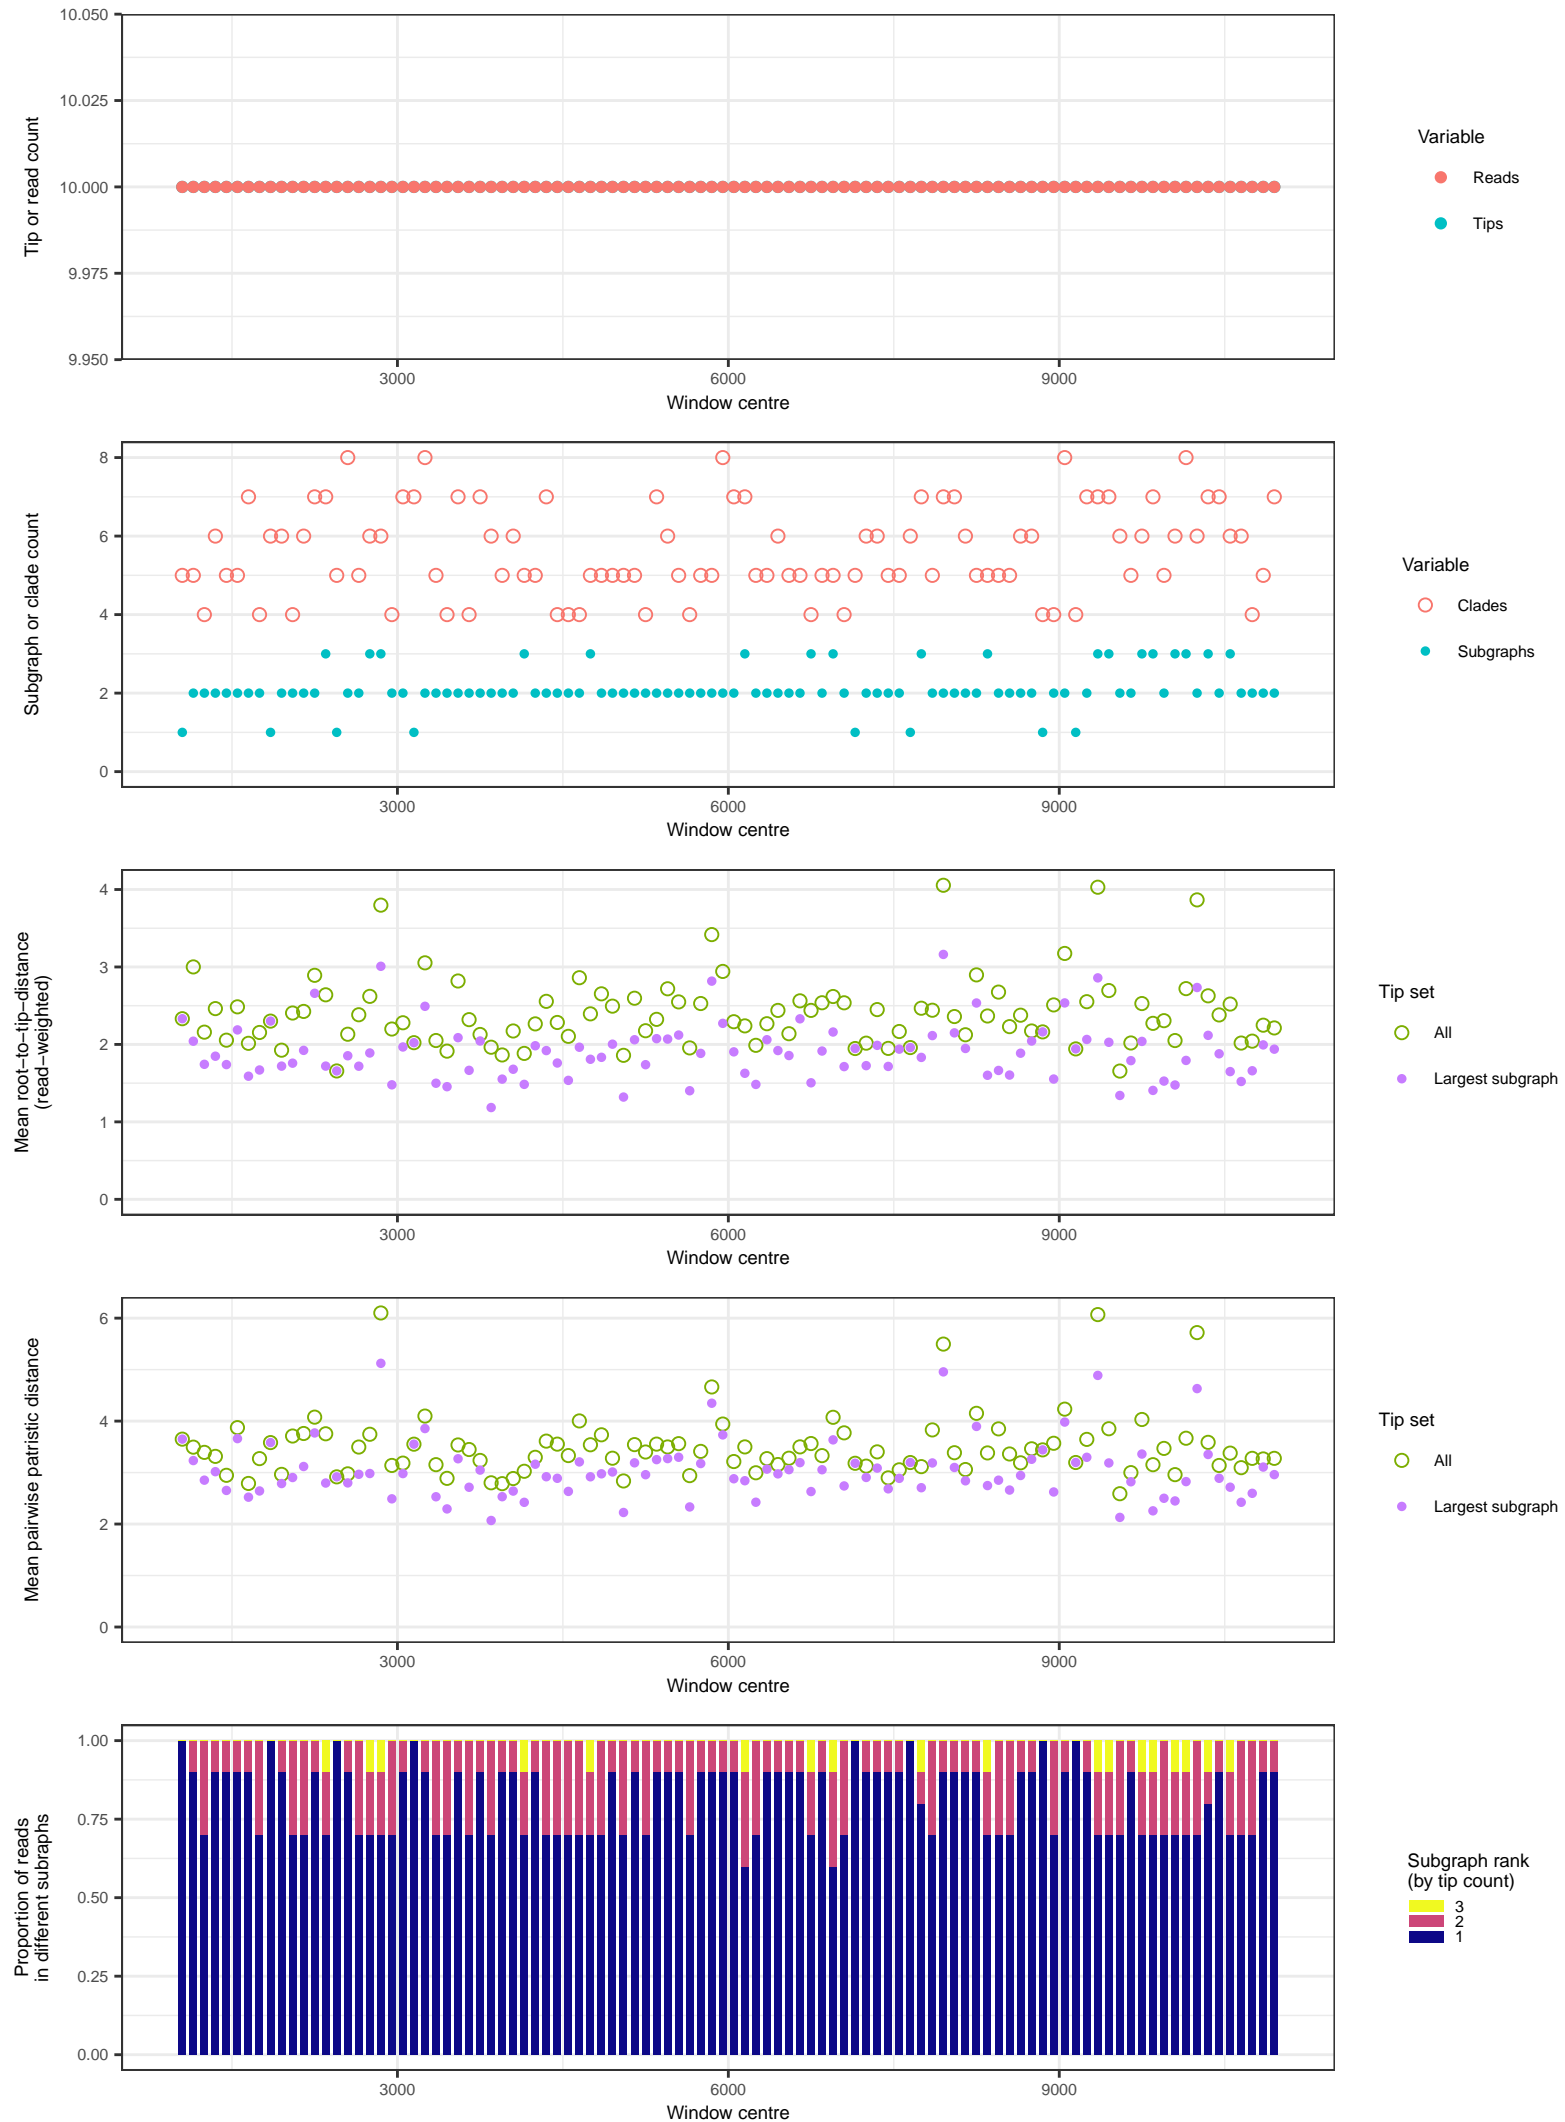 10.050
10.025
10.000
9.975
9.950
Tip or read count
3000 6000 9000
Window centre
Variable
Reads
Tips
8
6
4
2
0
Subgraph or clade count
3000 6000 9000
Window centre
Variable
Clades
Subgraphs
4
3
2
1
0
Mean root−to−tip−distance
(read−weighted)
3000 6000 9000
Window centre
Tip set
All
Largest subgraph
6
4
2
0
Mean pairwise patristic distance
3000 6000 9000
Window centre
Tip set
All
Largest subgraph
1.00
0.75
0.50
0.25
0.00
Proportion of reads
in different subraphs
3000 6000 9000
Window centre
Subgraph rank
(by tip count)
3
2
1